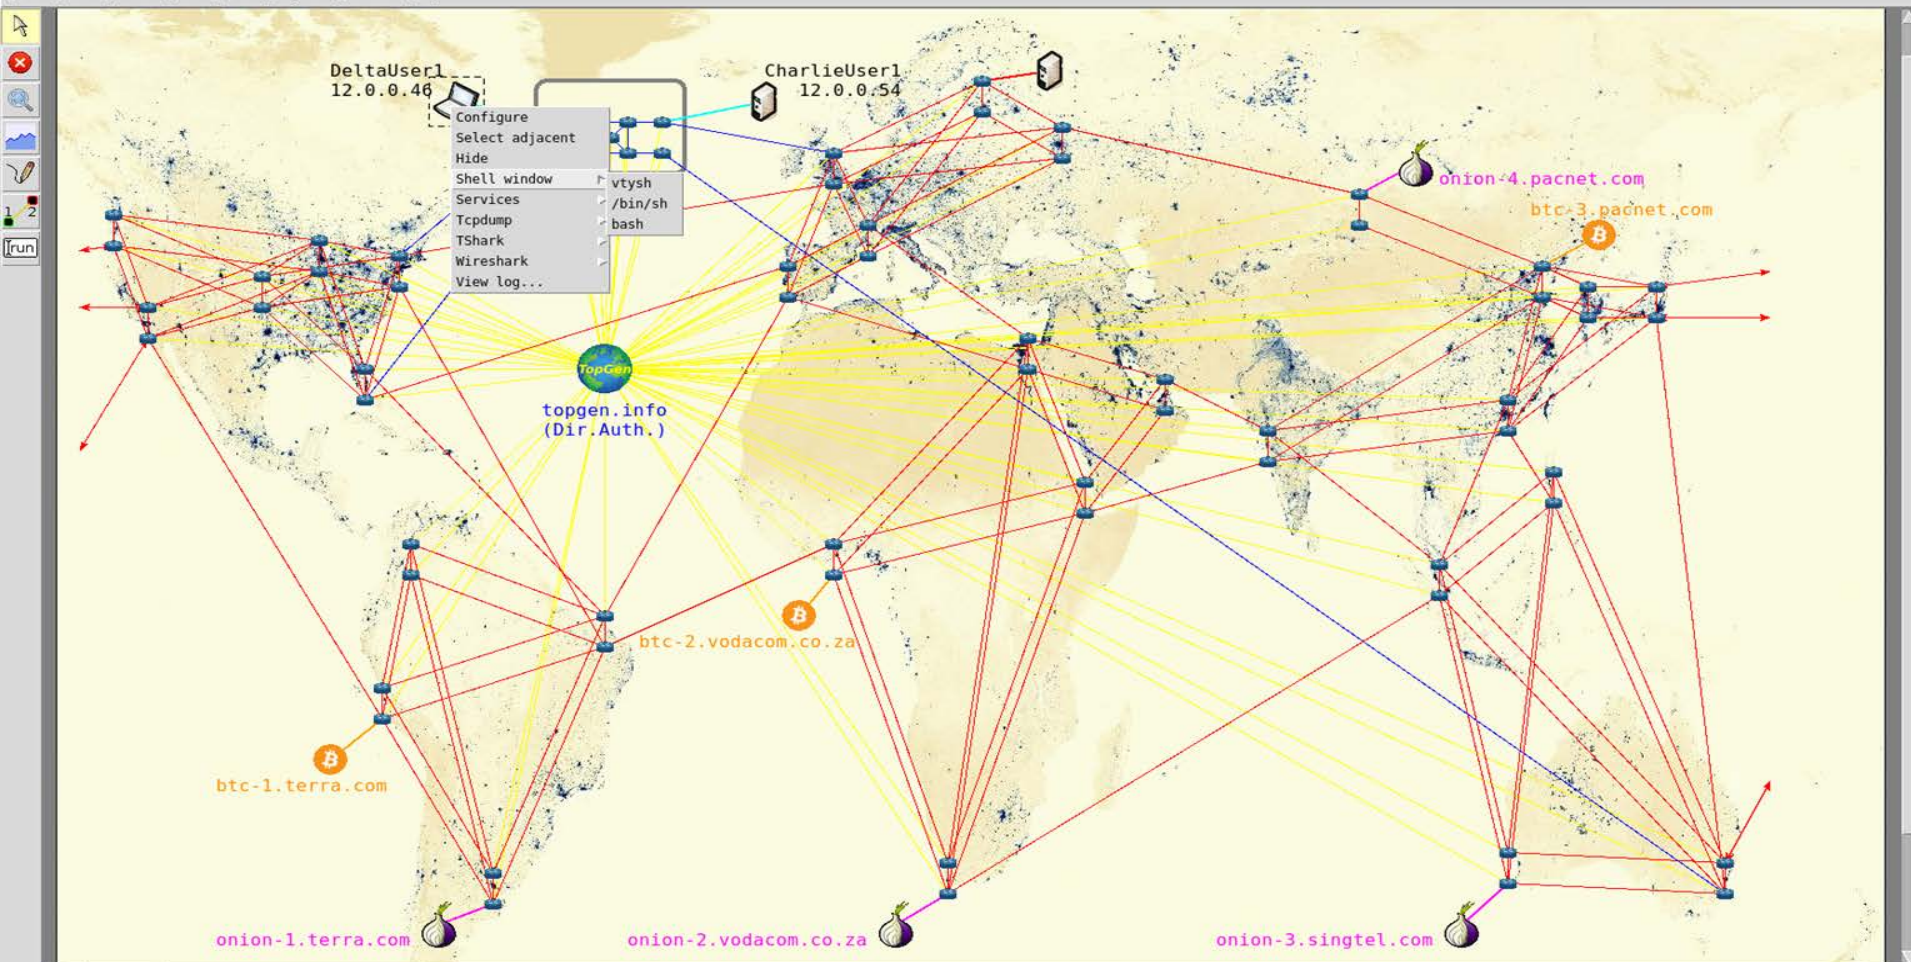 DeltaUser1
12.0.0.46
CharlieUser1
12.0.0.54
Configure
Select adjacent
Hide
Shell window
Services
Tcpdump
TShark
Wireshark
View log...
vtysh
/bin/sh
bash
onion-4.pacnet.com
btc-3.pacnet.com
1 2
run
TopGen
topgen.info
(Dir.Auth.)
btc-2.vodacom.co.za
btc-1.terra.com
onion-1.terra.com
onion-2.vodacom.co.za
onion-3.singtel.com